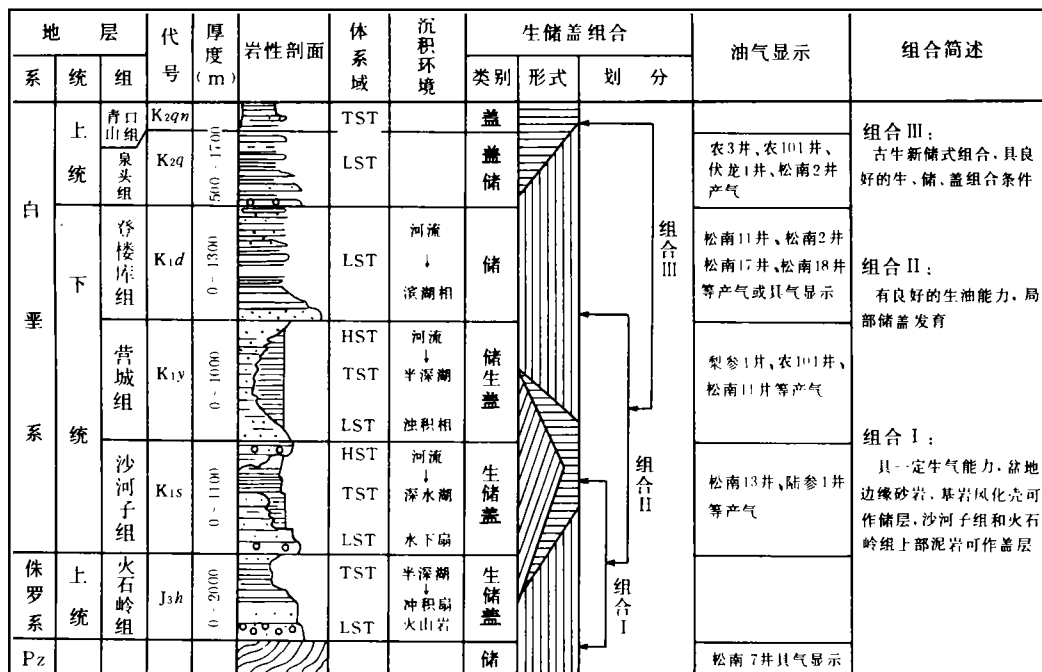 地 层
代号
厚度(m)
岩性剖面
体系域
沉积环境
生储盖组合
油气显示
组合简述
系
统
组
类别
形式
划 分
白垩系
上统
青山口组
K2qn
TST
盖
泉头组
K2q
500~1700
LST
盖储
农3井、农101井、
伏龙1井、松南2井
产气
下统
登楼库组
K1d
0~1300
LST
河流
↓
滨湖相
储
松南11井、松南2井
松南17井、松南18井
等产气或具气显示
营城组
K1y
0~1000
HST
TST
LST
河流
↓
半深湖
浊积相
储生盖
梨参1井、农101井、
松南11井等产气
沙河子组
K1s
0~1100
HST
TST
LST
河流
↓
深水湖
水下扇
生储盖
松南13井、陆参1井
等产气
侏罗系
上统
火石岭组
J3h
0~2000
TST
LST
半深湖
↓
冲积扇
火山岩
生储盖
Pz
储
松南7井具气显示
组合III
组合II
组合I
组合III:
古生新储式组合,具良
好的生、储、盖组合条件
组合II:
有良好的生油能力,局
部储盖发育
组合I:
具一定生气能力,盆地
边缘砂岩、基岩风化壳可
作储层,沙河子组和火石
岭组上部泥岩可作盖层